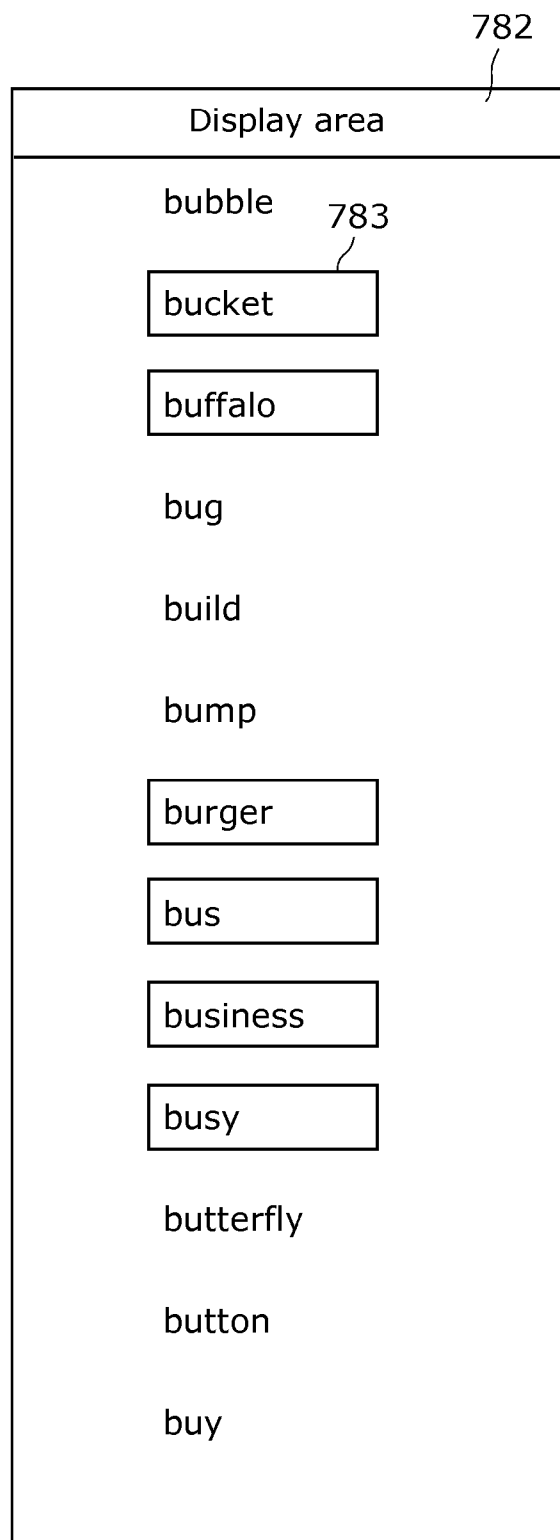 782
Display area
bubble
783
bucket
buffalo
bug
build
bump
burger
bus
business
busy
butterfly
button
buy